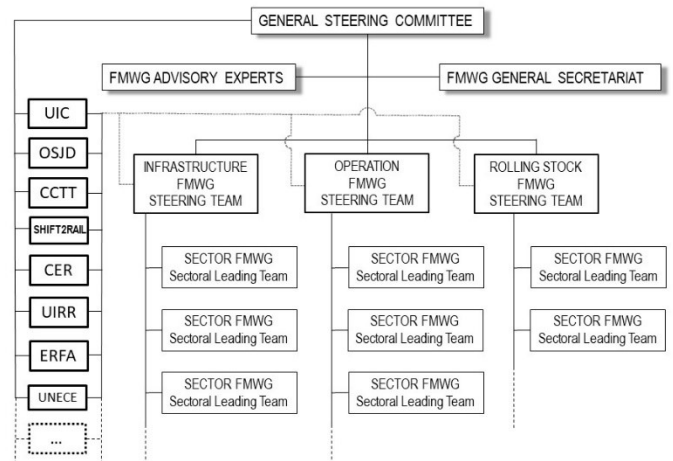 GENERAL STEERING COMMITTEE
FMWG ADVISORY EXPERTS
FMWG GENERAL SECRETARIAT
UIC
OSJD
CCTT
SHIFT2RAIL
CER
UIRR
ERFA
UNECE
...
INFRASTRUCTURE
FMWG
STEERING TEAM
SECTOR FMWG
Sectoral Leading Team
SECTOR FMWG
Sectoral Leading Team
SECTOR FMWG
Sectoral Leading Team
OPERATION
FMWG
STEERING TEAM
SECTOR FMWG
Sectoral Leading Team
SECTOR FMWG
Sectoral Leading Team
SECTOR FMWG
Sectoral Leading Team
ROLLING STOCK
FMWG
STEERING TEAM
SECTOR FMWG
Sectoral Leading Team
SECTOR FMWG
Sectoral Leading Team